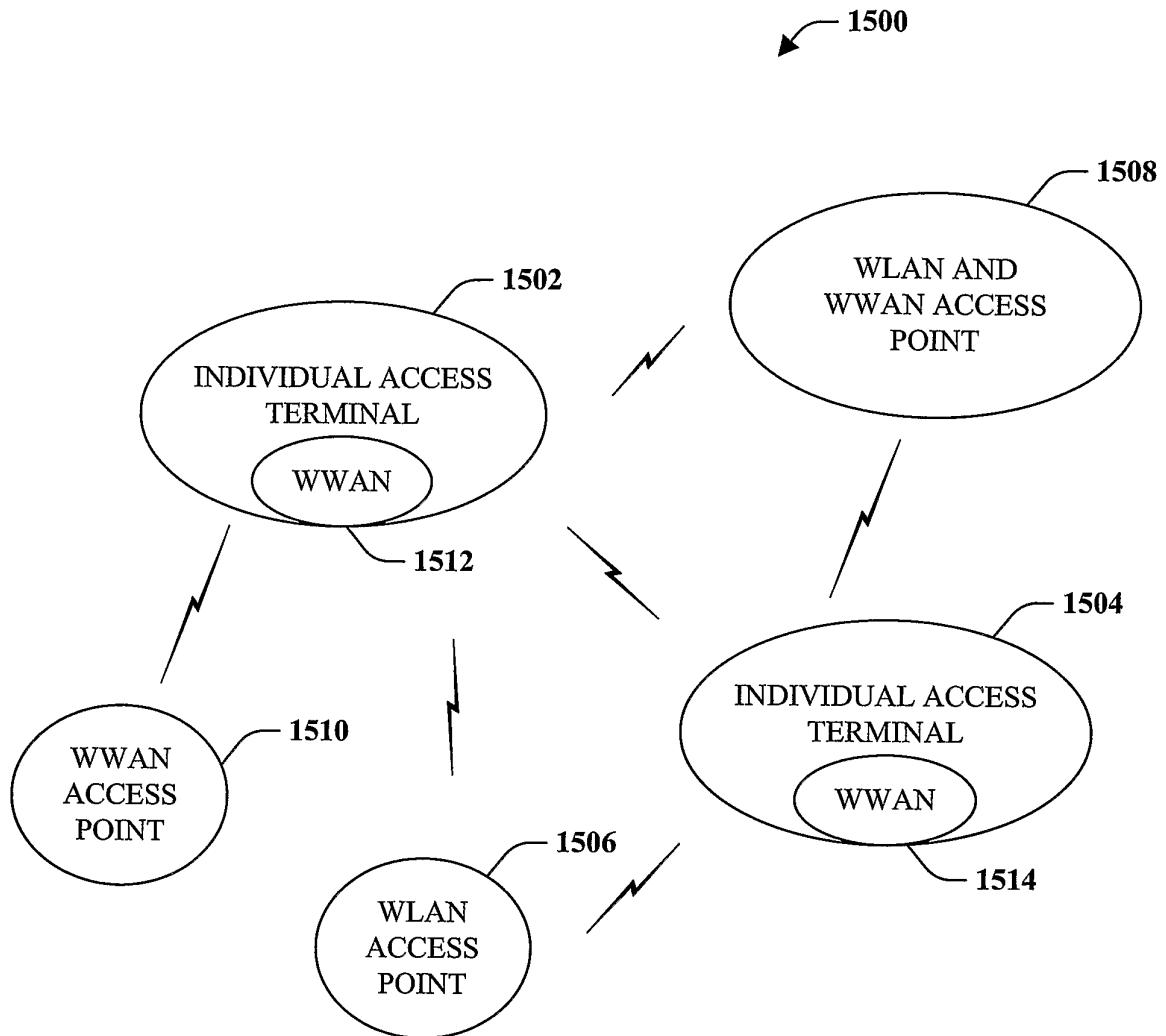 1500
1508
WLAN AND
WWAN ACCESS
POINT
1502
INDIVIDUAL ACCESS
TERMINAL
WWAN
1512
1504
INDIVIDUAL ACCESS
TERMINAL
WWAN
1514
1510
WWAN
ACCESS
POINT
1506
WLAN
ACCESS
POINT